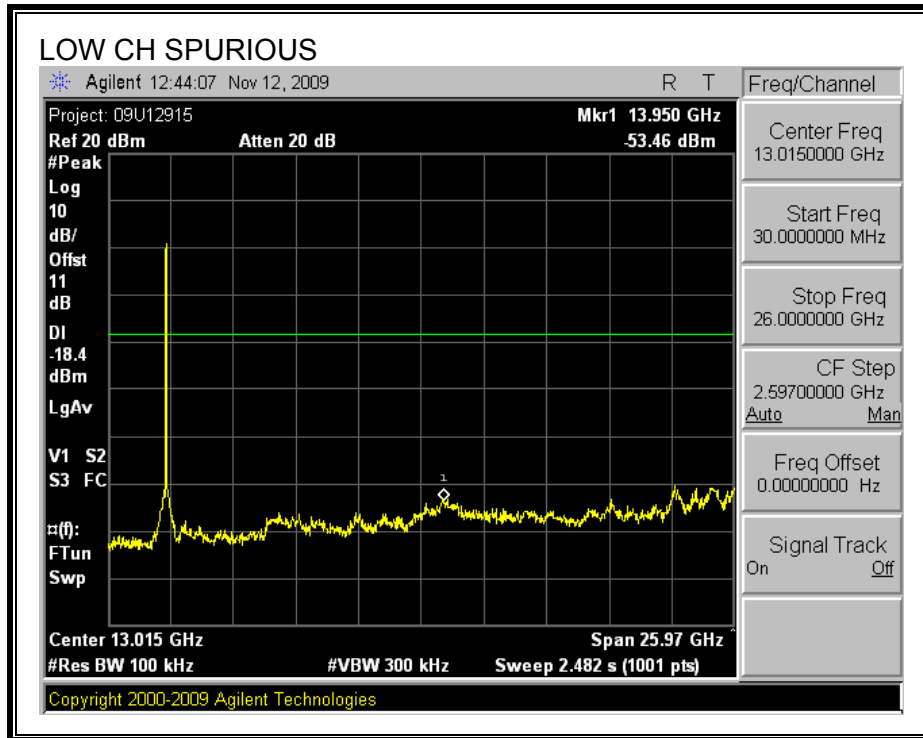 LOW CH SPURIOUS
Agilent 12:44:07 Nov 12, 2009 R T Freq/Channel
Project: 09U12915 Mkr1 13.950 GHz
Ref 20 dBm Atten 20 dB -53.46 dBm
#Peak
Log
10
dB/
Offst
11
dB
DI
-18.4
dBm
LgAv
V1 S2
S3 FC
¤(f):
FTun
Swp
1
Center 13.015 GHz Span 25.97 GHz
#Res BW 100 kHz #VBW 300 kHz Sweep 2.482 s (1001 pts)
Center Freq
13.0150000 GHz
Start Freq
30.0000000 MHz
Stop Freq
26.0000000 GHz
CF Step
2.59700000 GHz
Auto Man
Freq Offset
0.00000000 Hz
Signal Track
On Off
Copyright 2000-2009 Agilent Technologies